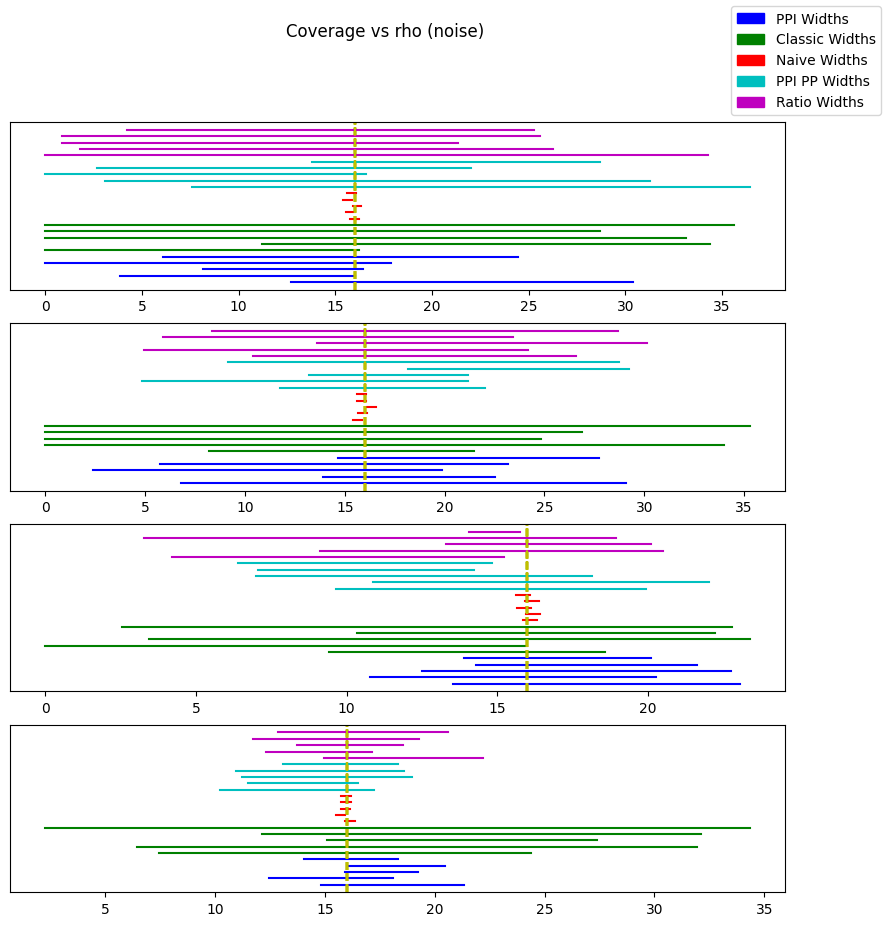 Coverage vs rho (noise)
PPI Widths
Classic Widths
Naive Widths
PPI PP Widths
Ratio Widths
0 5 10 15 20 25 30 35
0 5 10 15 20 25 30 35
0 5 10 15 20
5 10 15 20 25 30 35